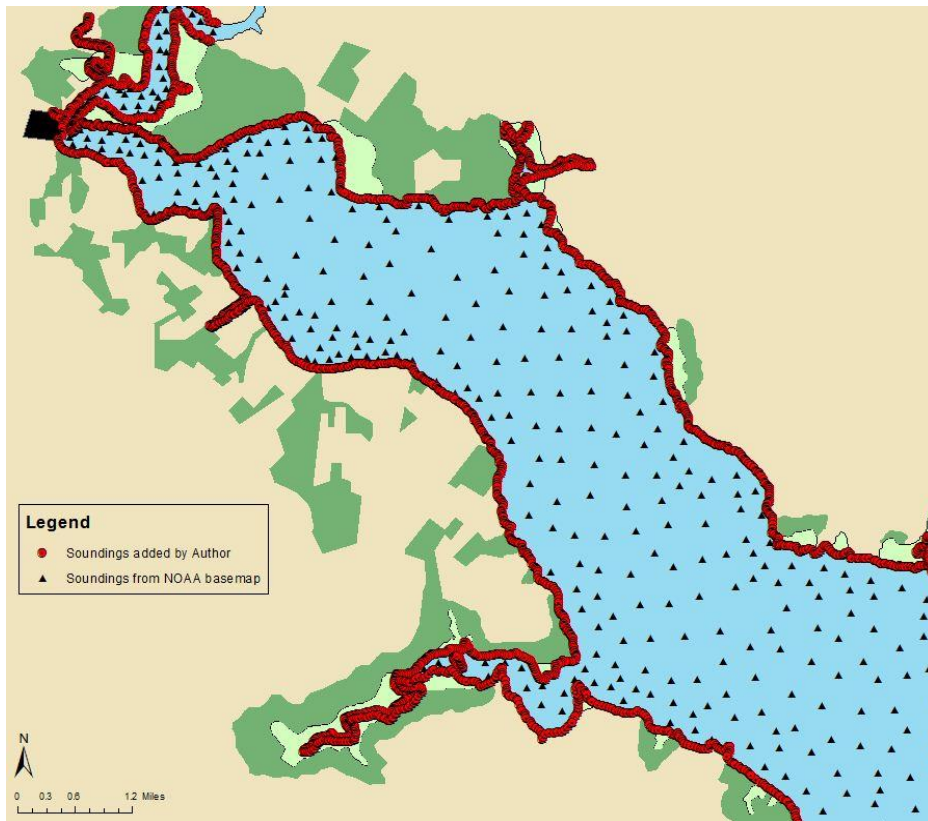 Legend
Soundings added by Author
Soundings from NOAA basemap
N
0 0.3 0.6 1.2 Miles